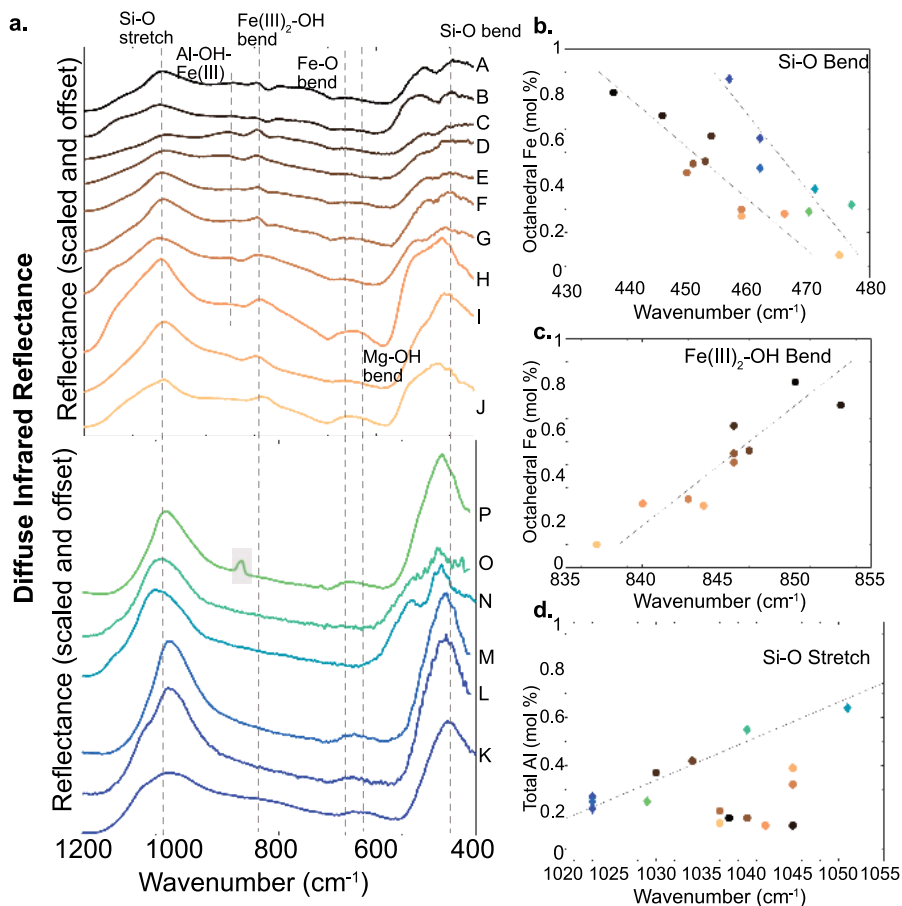 a.
Diffuse Infrared Reflectance
Reflectance (scaled and offset)
Si-O
stretch
Al-OH-
Fe(III)
Fe(III)2-OH
bend
Fe-O
bend
Si-O bend
A
B
C
D
E
F
G
H
I
J
Mg-OH
bend
Reflectance (scaled and offset)
P
O
N
M
L
K
1200 1000 800 600 400
Wavenumber (cm-1)
b.
Si-O Bend
Octahedral Fe (mol %)
1
0.8
0.6
0.4
0.2
0
430 440 450 460 470 480
Wavenumber (cm-1)
c.
Fe(III)2-OH Bend
Octahedral Fe (mol %)
1
0.8
0.6
0.4
0.2
0
835 840 845 850 855
Wavenumber (cm-1)
d.
Si-O Stretch
Total Al (mol %)
1
0.8
0.6
0.4
0.2
0
1020 1025 1030 1035 1040 1045 1050 1055
Wavenumber (cm-1)